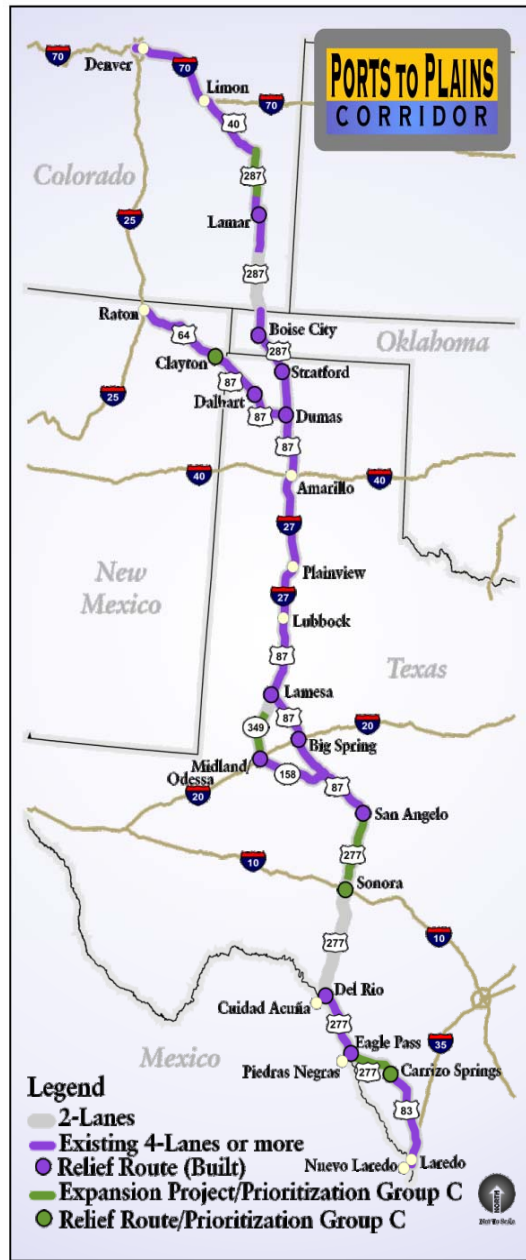 PORTS TO PLAINS
CORRIDOR
70
Denver
70
Limon
70
40
Colorado
287
25
Lamar
287
Raton
Boise City
64
Oklahoma
Clayton
287
Stratford
87
Dalhart
25
87
Dumas
87
40
40
Amarillo
27
New
Mexico
Plainview
27
Lubbock
87
Texas
Lamesa
87
349
20
Big Spring
Midland/
Odessa
158
87
20
San Angelo
277
10
Sonora
10
277
Del Rio
Cuidad Acuña
277
35
Eagle Pass
Mexico
Piedras Negras
277
Carrizo Springs
83
Nuevo Laredo
83
Laredo
Legend
2-Lanes
Existing 4-Lanes or more
Relief Route (Built)
Expansion Project/Prioritization Group C
Relief Route/Prioritization Group C
NORTH
Not To Scale